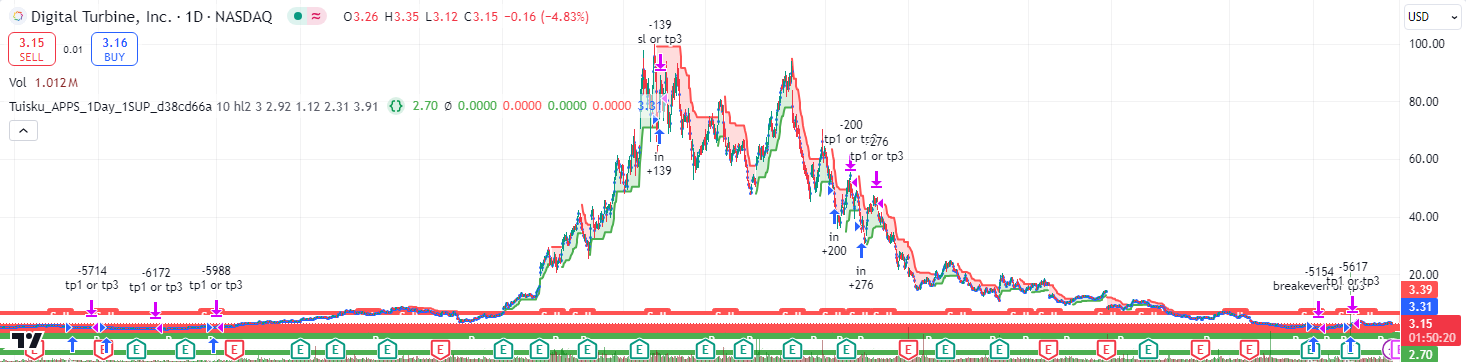 Digital Turbine, Inc. · 1D · NASDAQ O3.26 H3.35 L3.12 C3.15 −0.16 (−4.83%)
USD
3.15 0.01 3.16
SELL BUY
Vol 1.012 M
Tuisku_APPS_1Day_1SUP_d38cd66a 10 hl2 3 2.92 1.12 2.31 3.91 {} 2.70 Ø 0.0000 0.0000 0.0000 0.0000 3.31
-139
sl or tp3
in
+139
-200
-276
tp1 or tp3
in
+200
in
+276
-5714
tp1 or tp3
-6172
tp1 or tp3
-5988
tp1 or tp3
-5154
breakeven or
-5617
tp1 or tp3
100.00
80.00
60.00
40.00
20.00
3.39
3.31
3.15
01:50:20
2.70
E E E E E E E E E E E E E E E E E E E E E